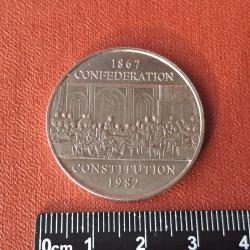 1867
CONFEDERATION
CONSTITUTION
1982
0cm 1 2 3 4